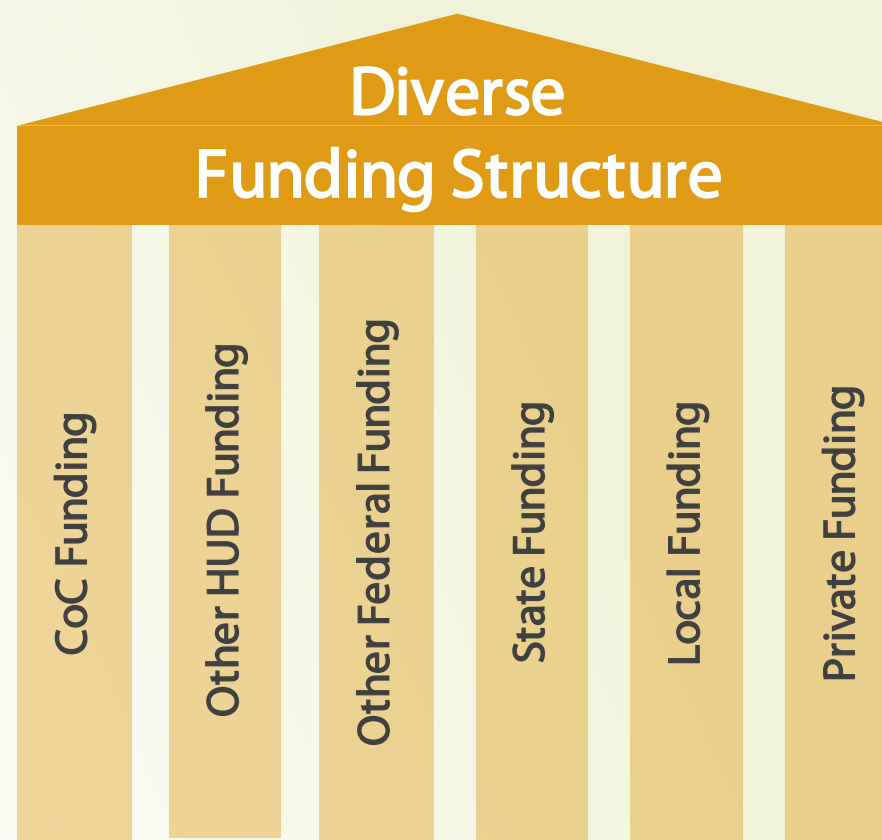 Diverse
Funding Structure
CoC Funding
Other HUD Funding
Other Federal Funding
State Funding
Local Funding
Private Funding